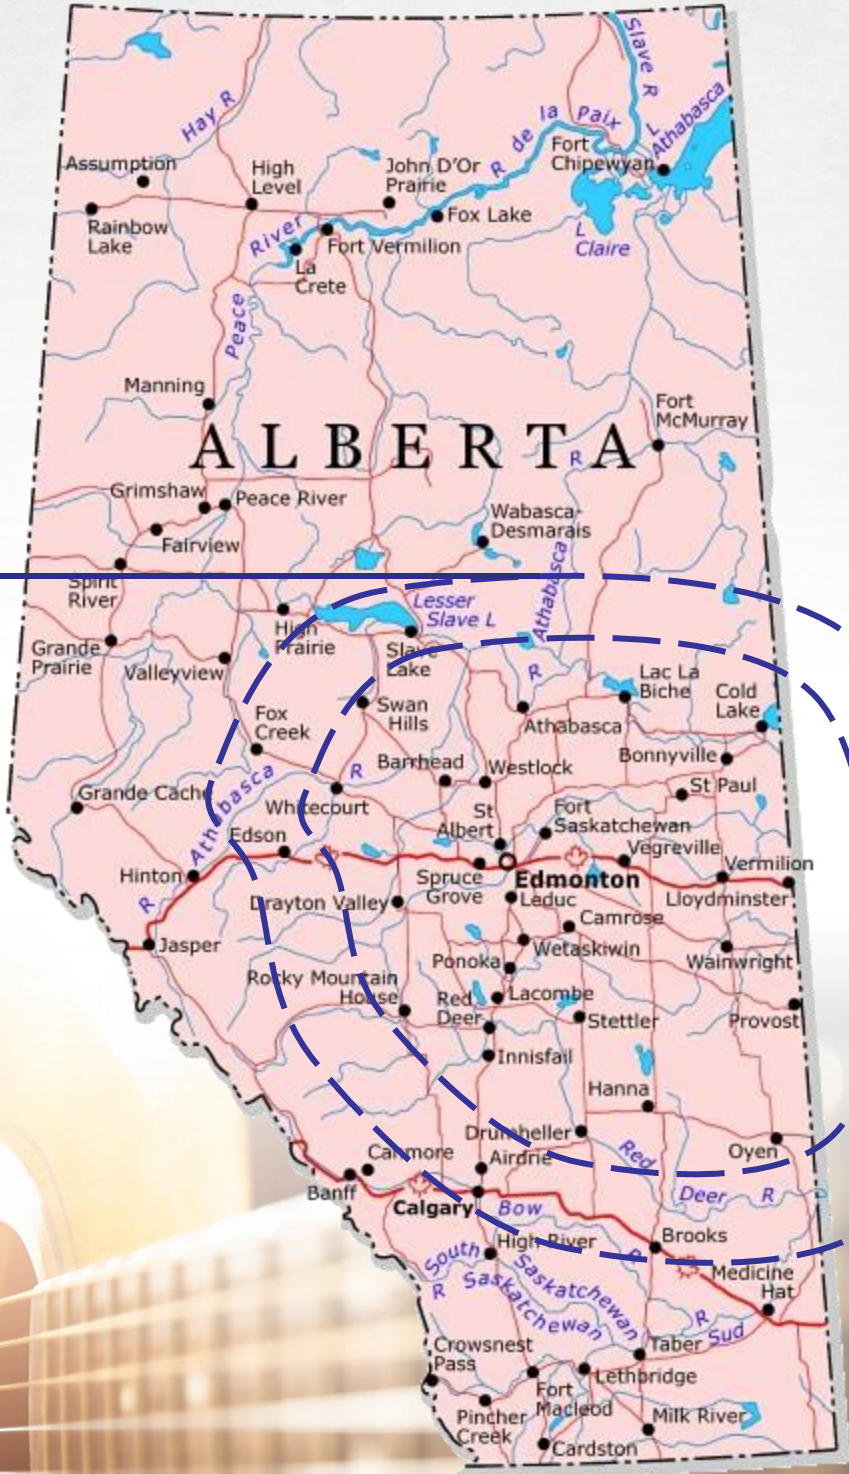 Slave R
Hay R
R de la Paix
L Athabasca
Fort
Chipewyan
Assumption
High
Level
John D'Or
Prairie
Rainbow
Lake
Fox Lake
River
Fort Vermilion
L
Claire
La
Crete
Peace
Manning
Fort
McMurray
ALBERTA
R
Grimshaw
Peace River
Wabasca-
Desmarais
Fairview
Athabasca
Spirit
River
Lesser
Slave L
High
Prairie
Grande
Prairie
Slave
Lake
Valleyview
R
Lac La
Biche
Cold
Lake
Swan
Hills
Fox
Creek
Athabasca
Bonnyville
Barrhead
Westlock
R
St Paul
Grande Cache
Athabasca
Whitecourt
St
Albert
Fort
Saskatchewan
Edson
Vegreville
Vermilion
Hinton
Spruce
Grove
Edmonton
R
Drayton Valley
Leduc
Lloydminster
Camrose
Jasper
Wetaskiwin
Ponoka
Wainwright
Rocky Mountain
House
Red
Deer
Lacombe
Stettler
Provost
Innisfail
Hanna
Drumheller
Oyen
Canmore
Airdrie
Red
Deer R
Banff
Calgary
Bow
R
Brooks
High River
South
Saskatchewan
R
Saskatchewan
Medicine
Hat
R
Sud
Taber
Crowsnest
Pass
Lethbridge
Fort
Macleod
Pincher
Creek
Milk River
Cardston